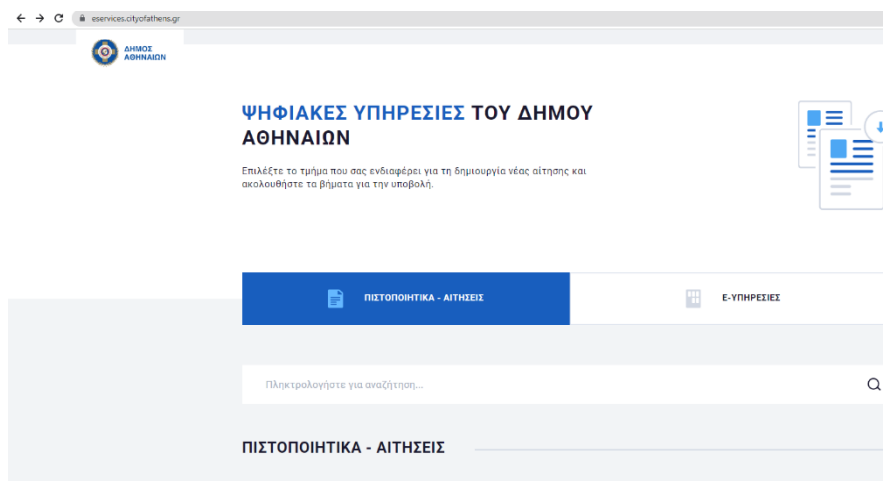 eservices.cityofathens.gr
ΔΗΜΟΣ
ΑΘΗΝΑΙΩΝ
ΨΗΦΙΑΚΕΣ ΥΠΗΡΕΣΙΕΣ ΤΟΥ ΔΗΜΟΥ
ΑΘΗΝΑΙΩΝ
Επιλέξτε το τμήμα που σας ενδιαφέρει για τη δημιουργία νέας αίτησης και
ακολουθήστε τα βήματα για την υποβολή.
ΠΙΣΤΟΠΟΙΗΤΙΚΑ - ΑΙΤΗΣΕΙΣ
Ε-ΥΠΗΡΕΣΙΕΣ
Πληκτρολογήστε για αναζήτηση...
ΠΙΣΤΟΠΟΙΗΤΙΚΑ - ΑΙΤΗΣΕΙΣ